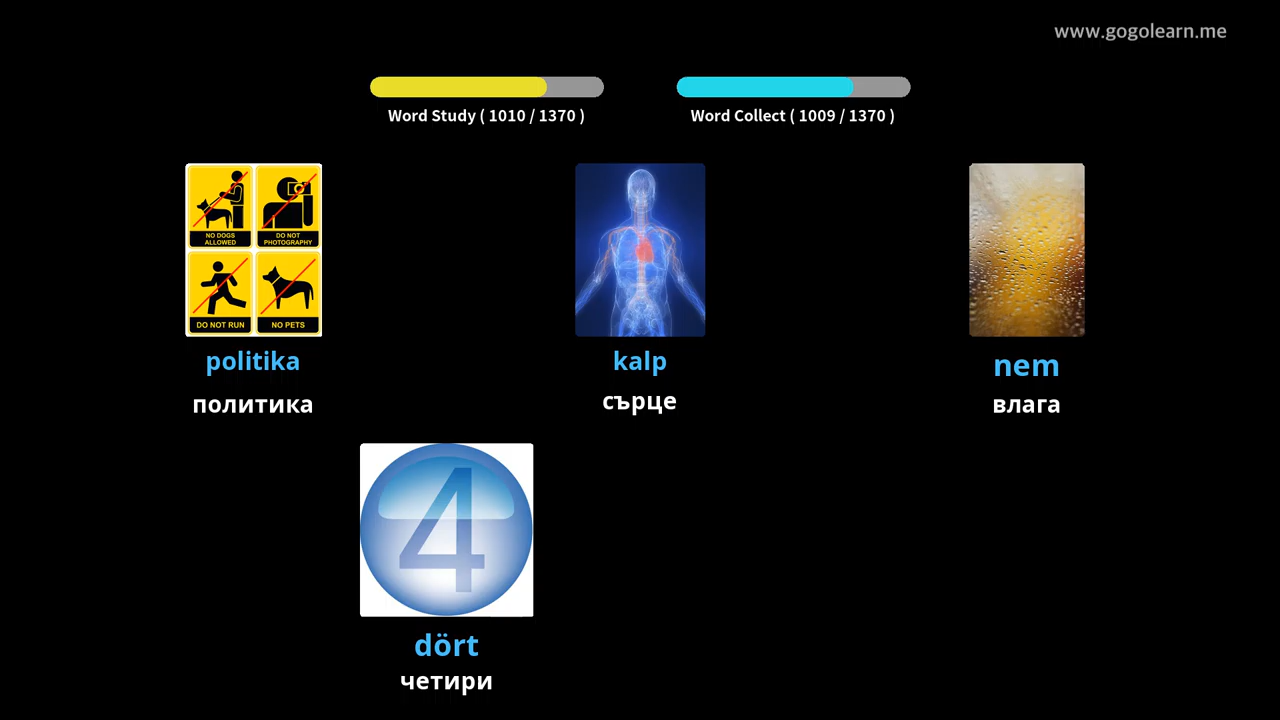 www.gogolearn.me
Word Study ( 1010 / 1370 )
Word Collect ( 1009 / 1370 )
NO DOGS
ALLOWED
DO NOT
PHOTOGRAPHY
DO NOT RUN
NO PETS
politika
политика
kalp
сърце
nem
влага
4
dört
четири